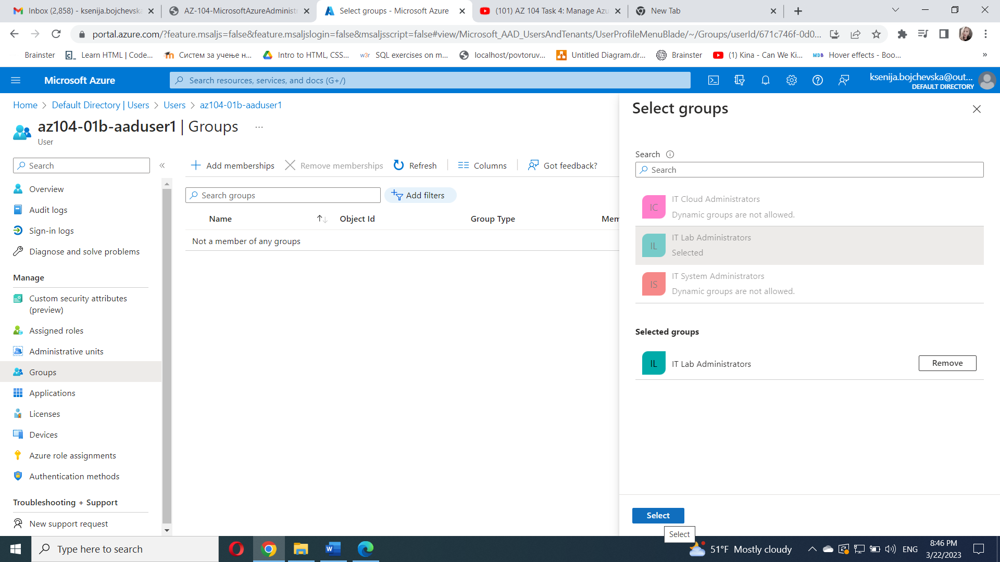 Inbox (2,858) - ksenija.bojchevska
AZ-104-MicrosoftAzureAdministr
Select groups - Microsoft Azure
(101) AZ 104 Task 4: Manage Azu
New Tab
portal.azure.com/?feature.msaljs=false&feature.msaljslogin=false&msaljsscript=false#view/Microsoft_AAD_UsersAndTenants/UserProfileMenuBlade/~/Groups/userId/671c746f-0d0...
Brainster
Learn HTML | Code...
Систем за учење н...
Intro to HTML, CSS...
w3r
SQL exercises on m...
localhost/povtoruv...
Untitled Diagram.dr...
Brainster
(1) Kina - Can We Ki...
MDB
Hover effects - Boo...
Microsoft Azure
Search resources, services, and docs (G+/)
ksenija.bojchevska@out...
DEFAULT DIRECTORY
Home > Default Directory | Users > Users > az104-01b-aaduser1
az104-01b-aaduser1 | Groups ...
User
Search
Overview
Audit logs
Sign-in logs
Diagnose and solve problems
Manage
Custom security attributes
(preview)
Assigned roles
Administrative units
Groups
Applications
Licenses
Devices
Azure role assignments
Authentication methods
Troubleshooting + Support
New support request
Add memberships
Remove memberships
Refresh
Columns
Got feedback?
Search groups
Add filters
Name
Object Id
Group Type
Mem
Not a member of any groups
Select groups
Search
Search
IC
IT Cloud Administrators
Dynamic groups are not allowed.
IL
IT Lab Administrators
Selected
IS
IT System Administrators
Dynamic groups are not allowed.
Selected groups
IL
IT Lab Administrators
Remove
Select
Select
Type here to search
51°F Mostly cloudy
ENG
8:46 PM
3/22/2023